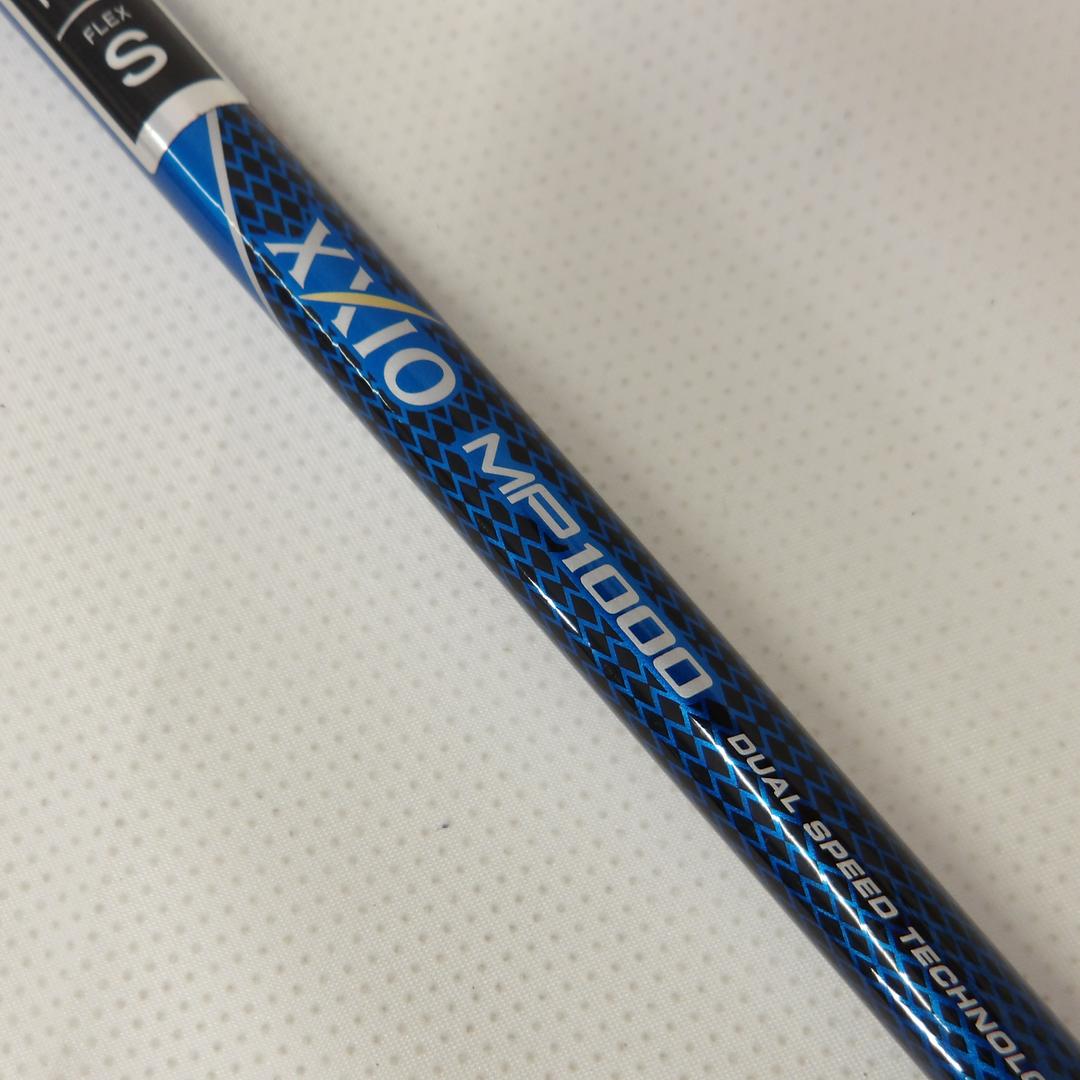 FLEX
S
XXIO
MP1000
DUAL SPEED TECHNOLO